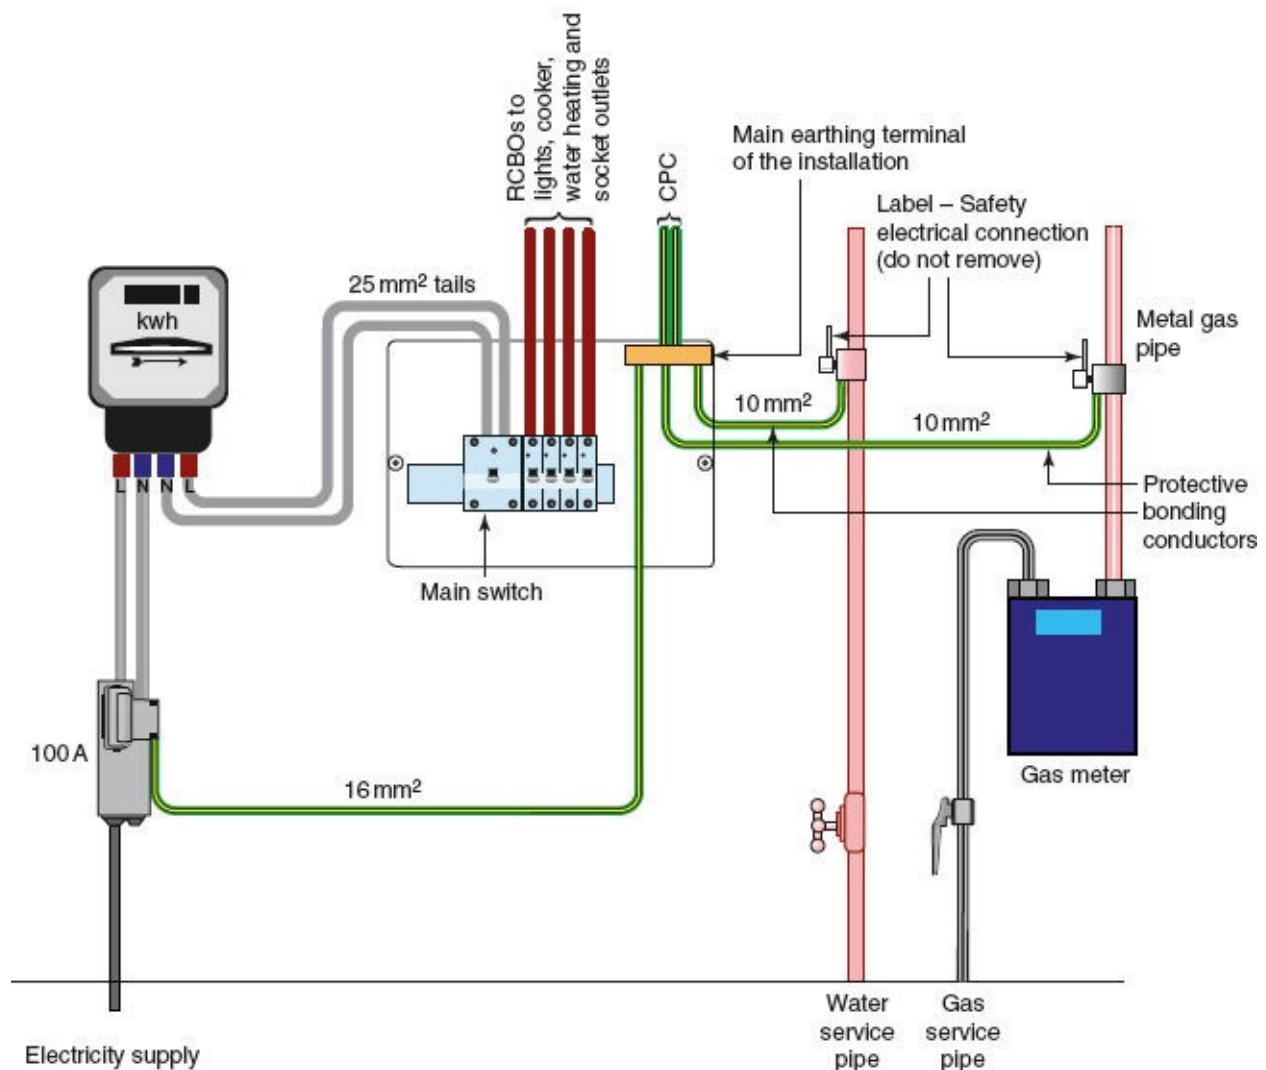 RCBOs to
lights, cooker,
water heating and
socket outlets
CPC
Main earthing terminal
of the installation
Label – Safety
electrical connection
(do not remove)
25 mm² tails
kwh
Metal gas
pipe
10 mm²
10 mm²
L N N L
Protective
bonding
conductors
Main switch
100 A
16 mm²
Gas meter
Water
service
pipe
Gas
service
pipe
Electricity supply